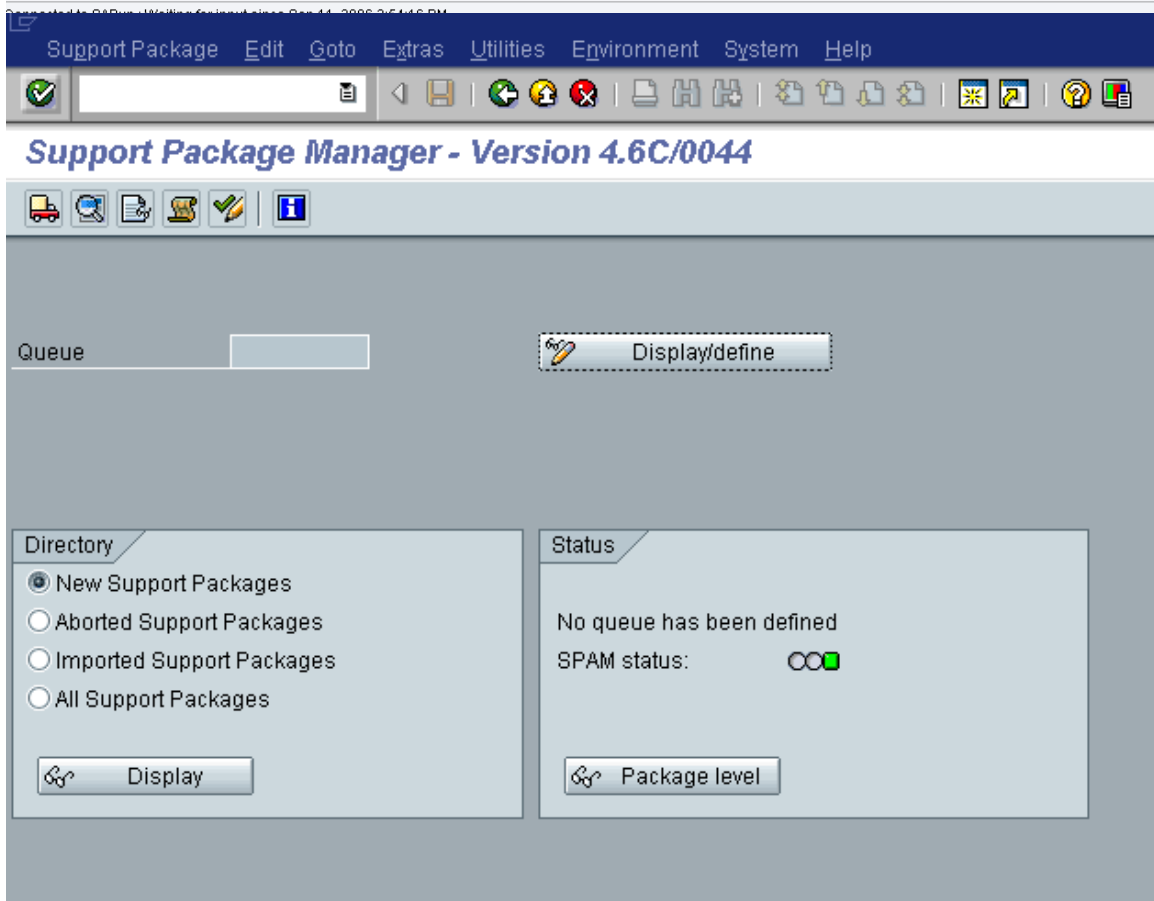 Support Package Edit Goto Extras Utilities Environment System Help
Support Package Manager - Version 4.6C/0044
Queue
Display/define
Directory
New Support Packages
Aborted Support Packages
Imported Support Packages
All Support Packages
Display
Status
No queue has been defined
SPAM status:
Package level